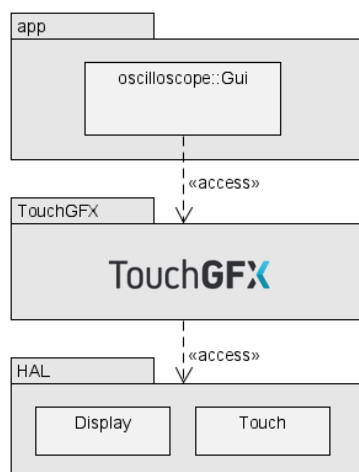 app
oscilloscope::Gui
«access»
TouchGFX
TouchGFX
«access»
HAL
Display
Touch